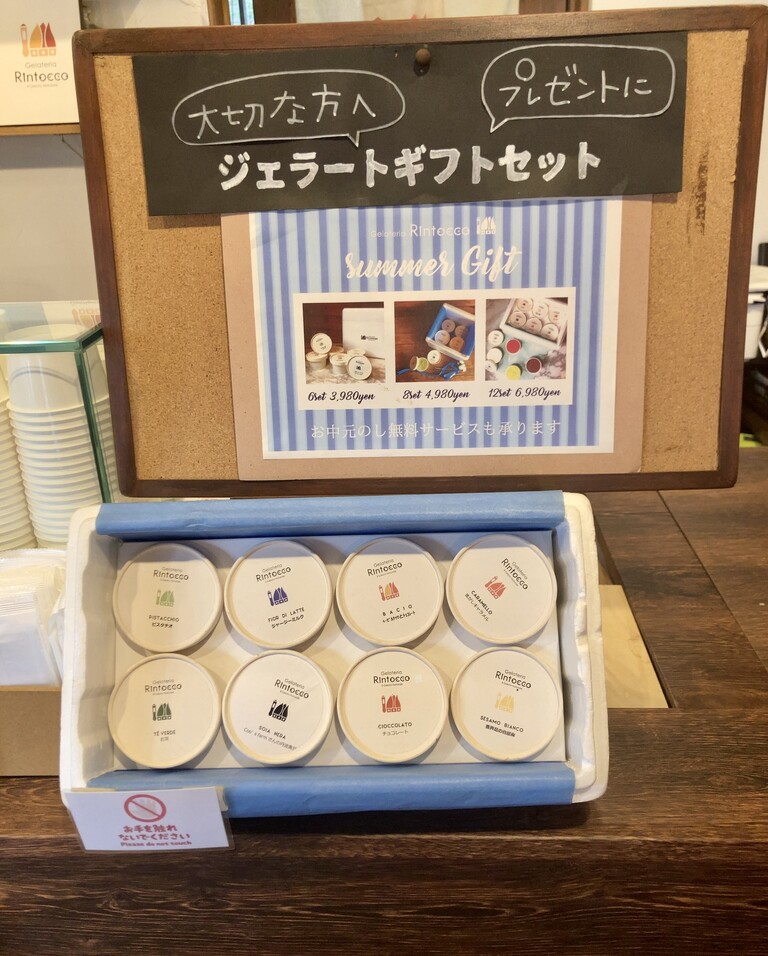 Gelateria
RINTOCCO
大切な方へ
プレゼントに
ジェラートギフトセット
Gelateria RINTOCCO
Summer Gift
6set 3,980yen
8set 4,980yen
12set 6,980yen
お中元のし無料サービスも承ります
Gelateria
RINTOCCO
PISTACCHIO
ピスタチオ
Gelateria
RINTOCCO
FIOR DI LATTE
ジャージーミルク
Gelateria
RINTOCCO
BACIO
Gelateria
RINTOCCO
CARAMELLO
Gelateria
RINTOCCO
TÉ VERDE
Gelateria
RINTOCCO
SOIA NERA
Gelateria
RINTOCCO
CIOCCOLATO
チョコレート
Gelateria
RINTOCCO
SESAMO BIANCO
お手を触れ
ないでください
Please do not touch